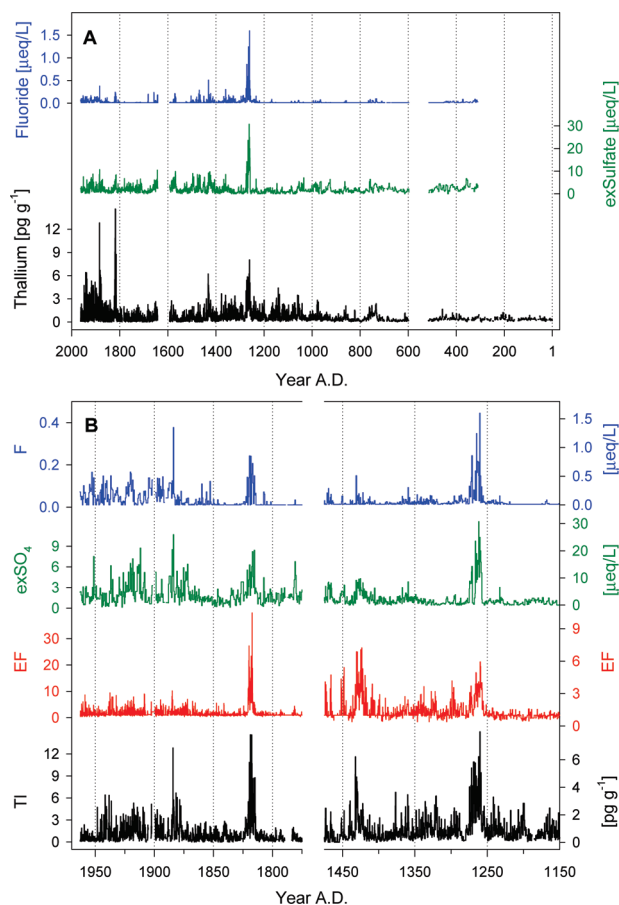 A
Fluoride [µeq/L]
1.5
1.0
0.5
0.0
exSulfate [µeq/L]
30
20
10
0
Thallium [pg g-1]
12
9
6
3
0
2000 1800 1600 1400 1200 1000 800 600 400 200 1
Year A.D.
B
F
0.4
0.2
0.0
[µeq/L]
1.5
1.0
0.5
0.0
exSO4
9
6
3
0
[µeq/L]
30
20
10
0
EF
30
20
10
0
EF
9
6
3
0
Tl
12
9
6
3
0
[pg g-1]
6
4
2
0
1950 1900 1850 1800 1450 1350 1250 1150
Year A.D.